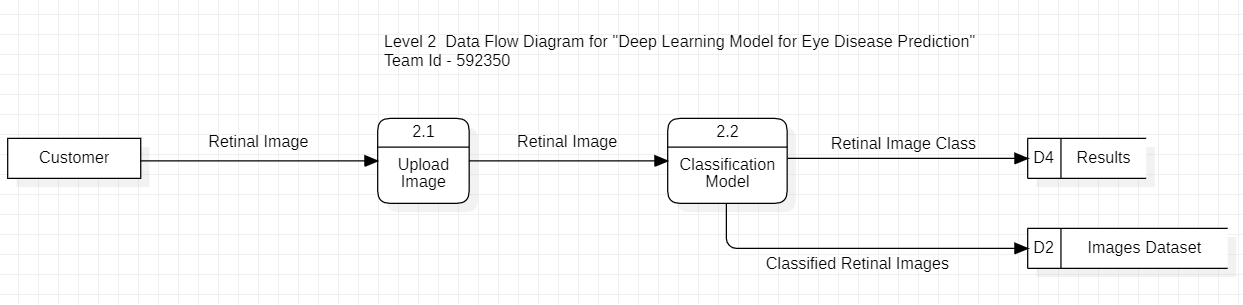 Level 2  Data Flow Diagram for "Deep Learning Model for Eye Disease Prediction"
Team Id - 592350
Customer
Retinal Image
2.1
Upload
Image
Retinal Image
2.2
Classification
Model
Retinal Image Class
D4 Results
Classified Retinal Images
D2 Images Dataset